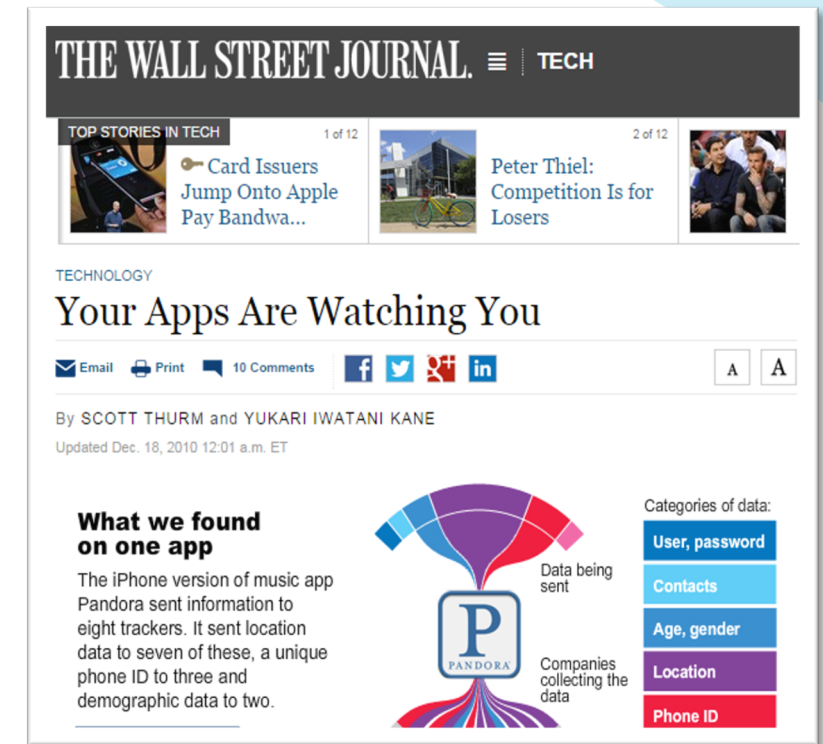 THE WALL STREET JOURNAL. TECH
TOP STORIES IN TECH
1 of 12
Card Issuers
Jump Onto Apple
Pay Bandwa...
2 of 12
Peter Thiel:
Competition Is for
Losers
TECHNOLOGY
Your Apps Are Watching You
Email Print 10 Comments f g+ in A A
By SCOTT THURM and YUKARI IWATANI KANE
Updated Dec. 18, 2010 12:01 a.m. ET
What we found
on one app
The iPhone version of music app
Pandora sent information to
eight trackers. It sent location
data to seven of these, a unique
phone ID to three and
demographic data to two.
Data being
sent
P
PANDORA
Companies
collecting the
data
Categories of data:
User, password
Contacts
Age, gender
Location
Phone ID